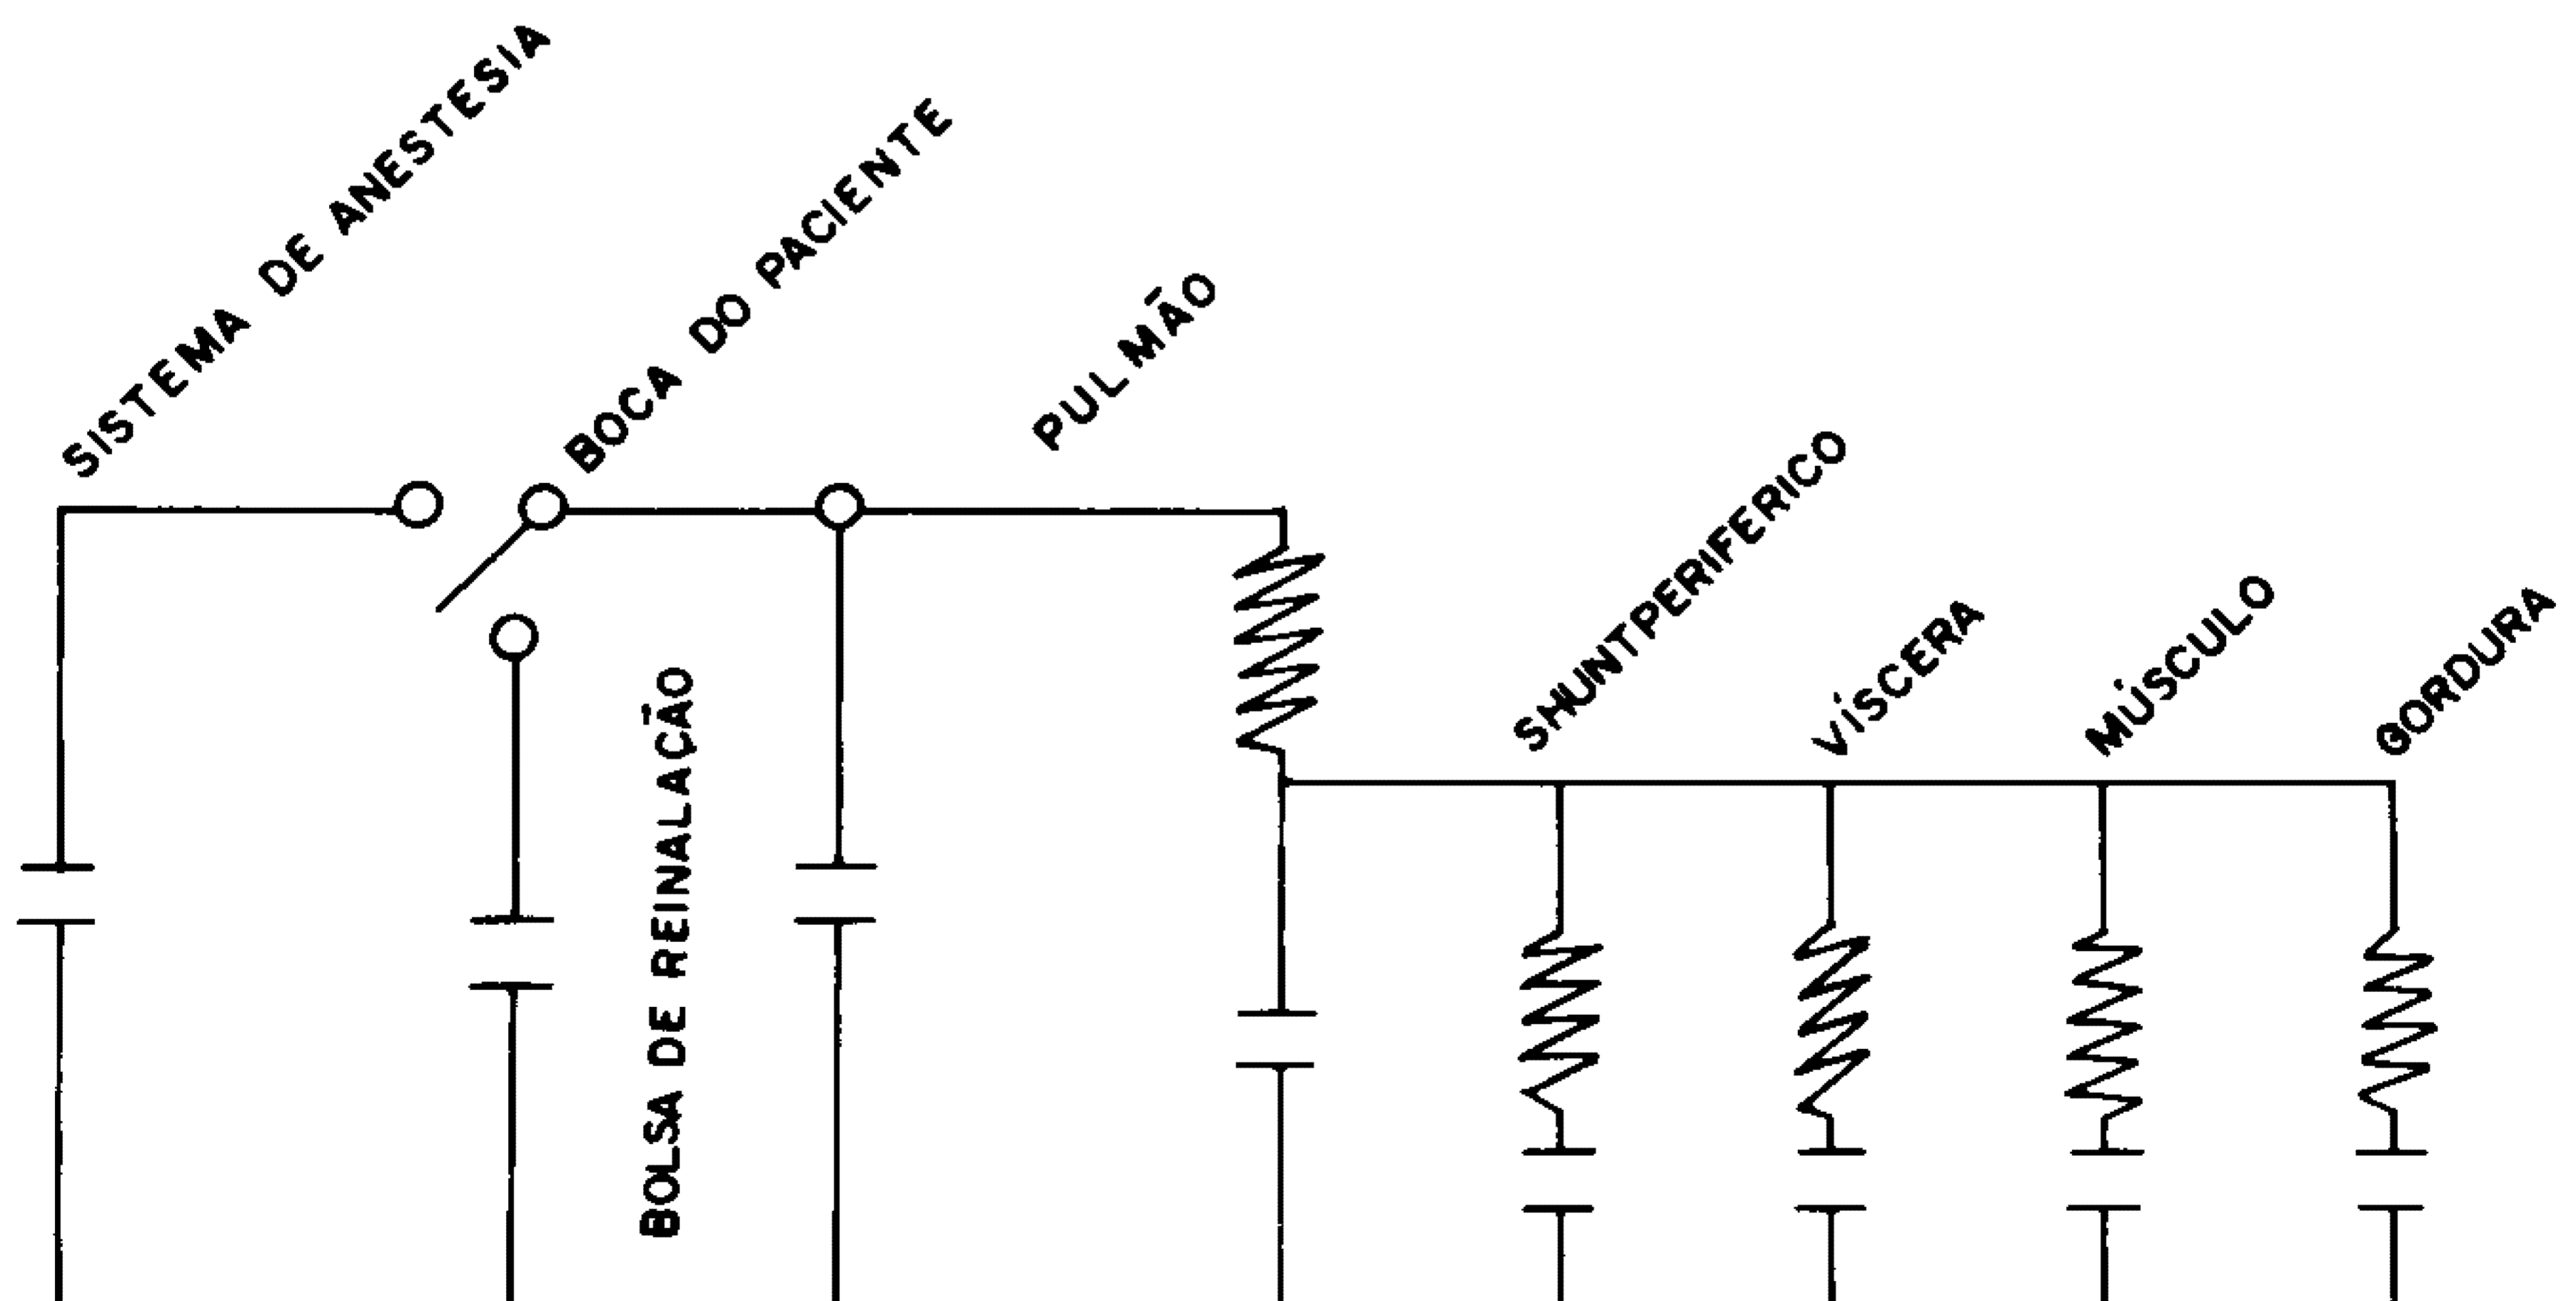 SISTEMA DE ANESTESIA
BOCA DO PACIENTE
PULMÃO
BOLSA DE REINALAÇÃO
SHUNTPERIFERICO
VÍSCERA
MÚSCULO
GORDURA